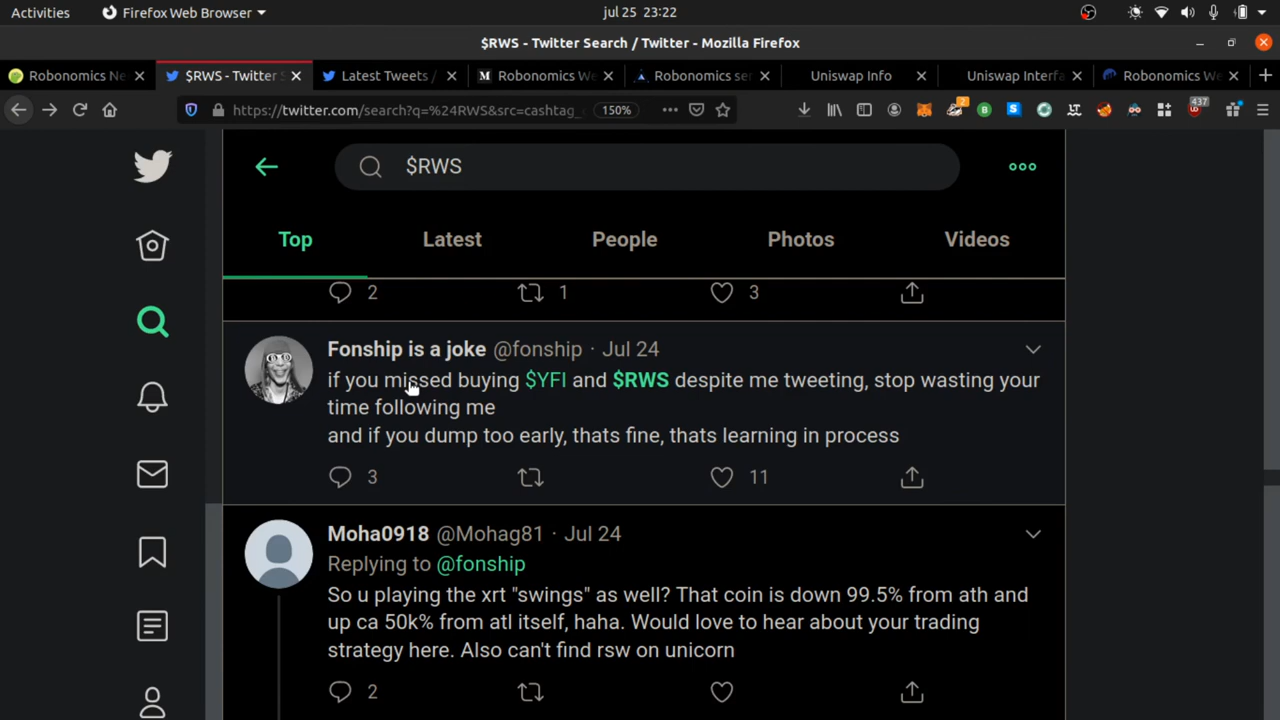 Activities
Firefox Web Browser
jul 25 23:22
$RWS - Twitter Search / Twitter - Mozilla Firefox
Robonomics Ne
$RWS - Twitter S
Latest Tweets /
Robonomics We
Robonomics ser
Uniswap Info
Uniswap Interfa
Robonomics We
https://twitter.com/search?q=%24RWS&src=cashtag_
150%
2
437
$RWS
Top
Latest
People
Photos
Videos
2
1
3
Fonship is a joke @fonship · Jul 24
if you missed buying $YFI and $RWS despite me tweeting, stop wasting your
time following me
and if you dump too early, thats fine, thats learning in process
3
11
Moha0918 @Mohag81 · Jul 24
Replying to @fonship
So u playing the xrt "swings" as well? That coin is down 99.5% from ath and
up ca 50k% from atl itself, haha. Would love to hear about your trading
strategy here. Also can't find rsw on unicorn
2